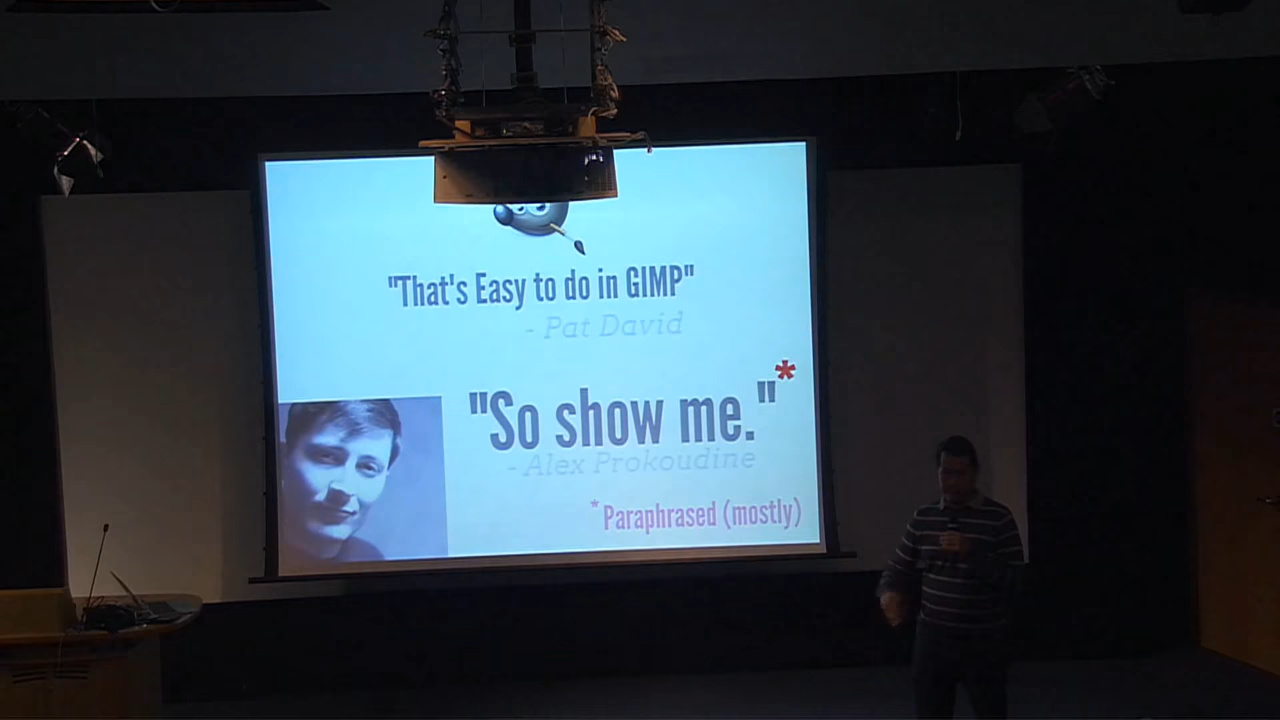 "That's Easy to do in GIMP"
- Pat David
"So show me."*
- Alex Prokoudine
* Paraphrased (mostly)